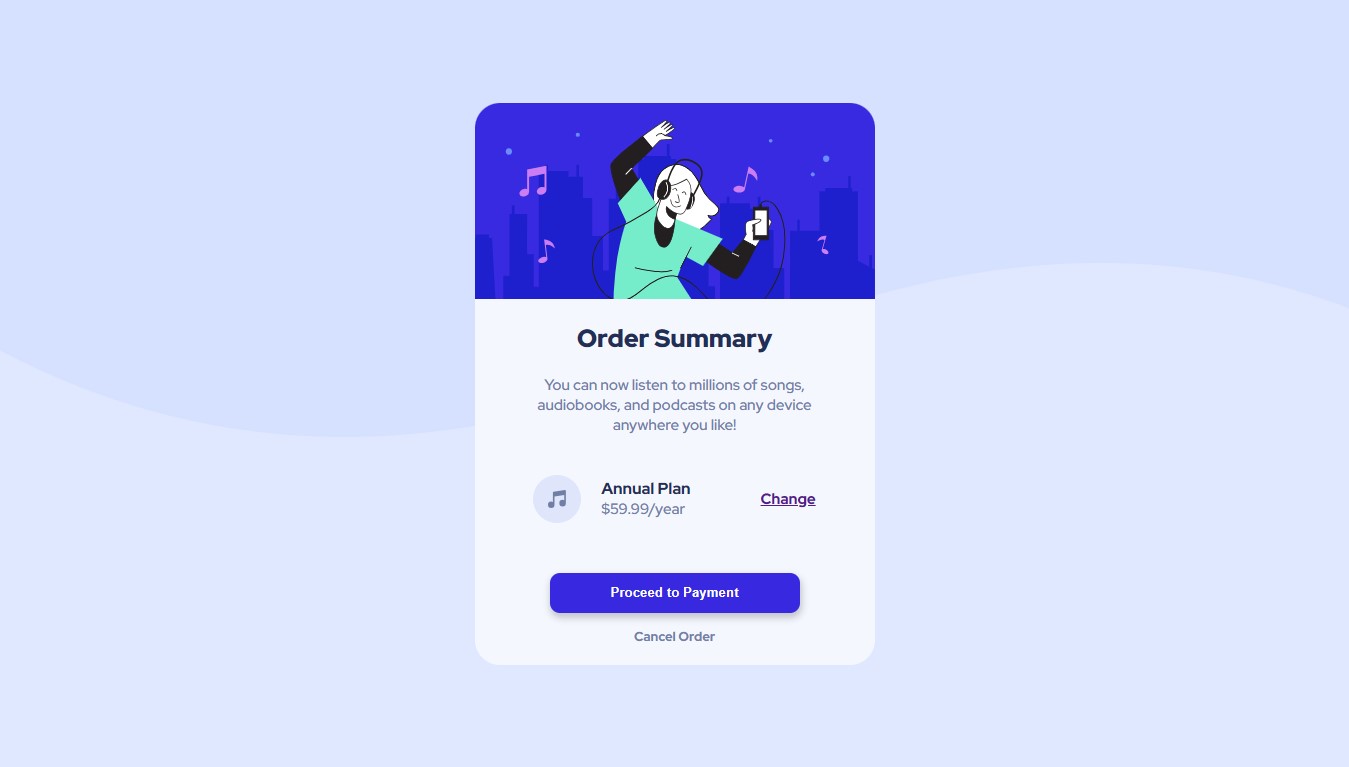 Order Summary
You can now listen to millions of songs,
audiobooks, and podcasts on any device
anywhere you like!
Annual Plan
$59.99/year
Change
Proceed to Payment
Cancel Order